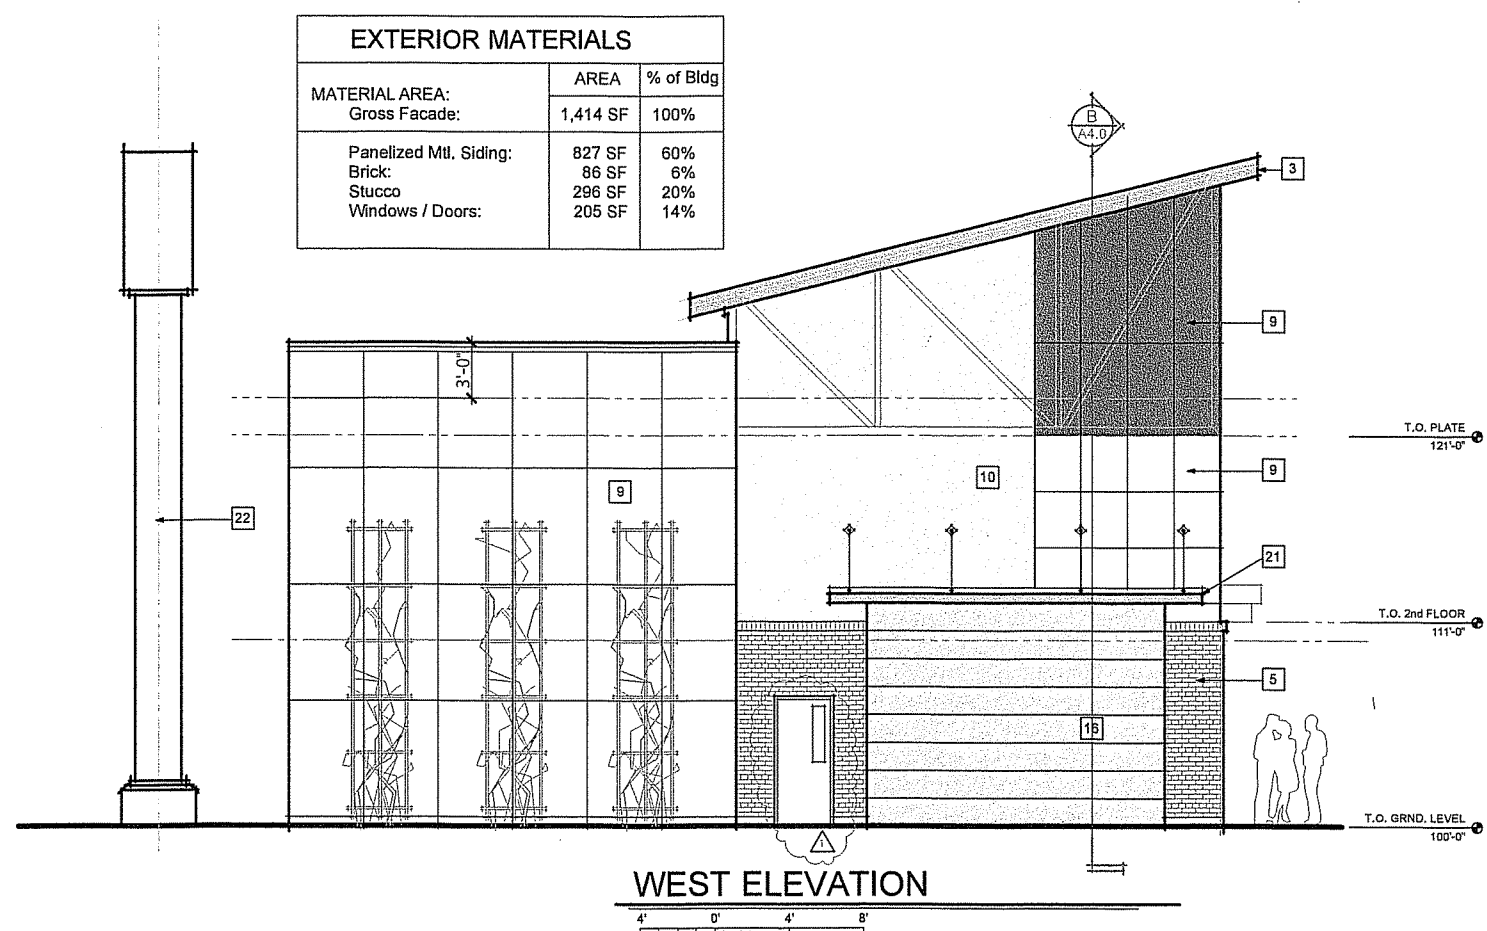 EXTERIOR MATERIALS
AREA % of Bldg
MATERIAL AREA:
Gross Facade: 1,414 SF 100%
Panelized Mtl. Siding: 827 SF 60%
Brick: 86 SF 6%
Stucco 296 SF 20%
Windows / Doors: 205 SF 14%
B
A4.0
3
9
3'-0"
T.O. PLATE
121'-0"
9
10
9
22
21
T.O. 2nd FLOOR
111'-0"
5
16
T.O. GRND. LEVEL
100'-0"
1
WEST ELEVATION
4' 0' 4' 8'